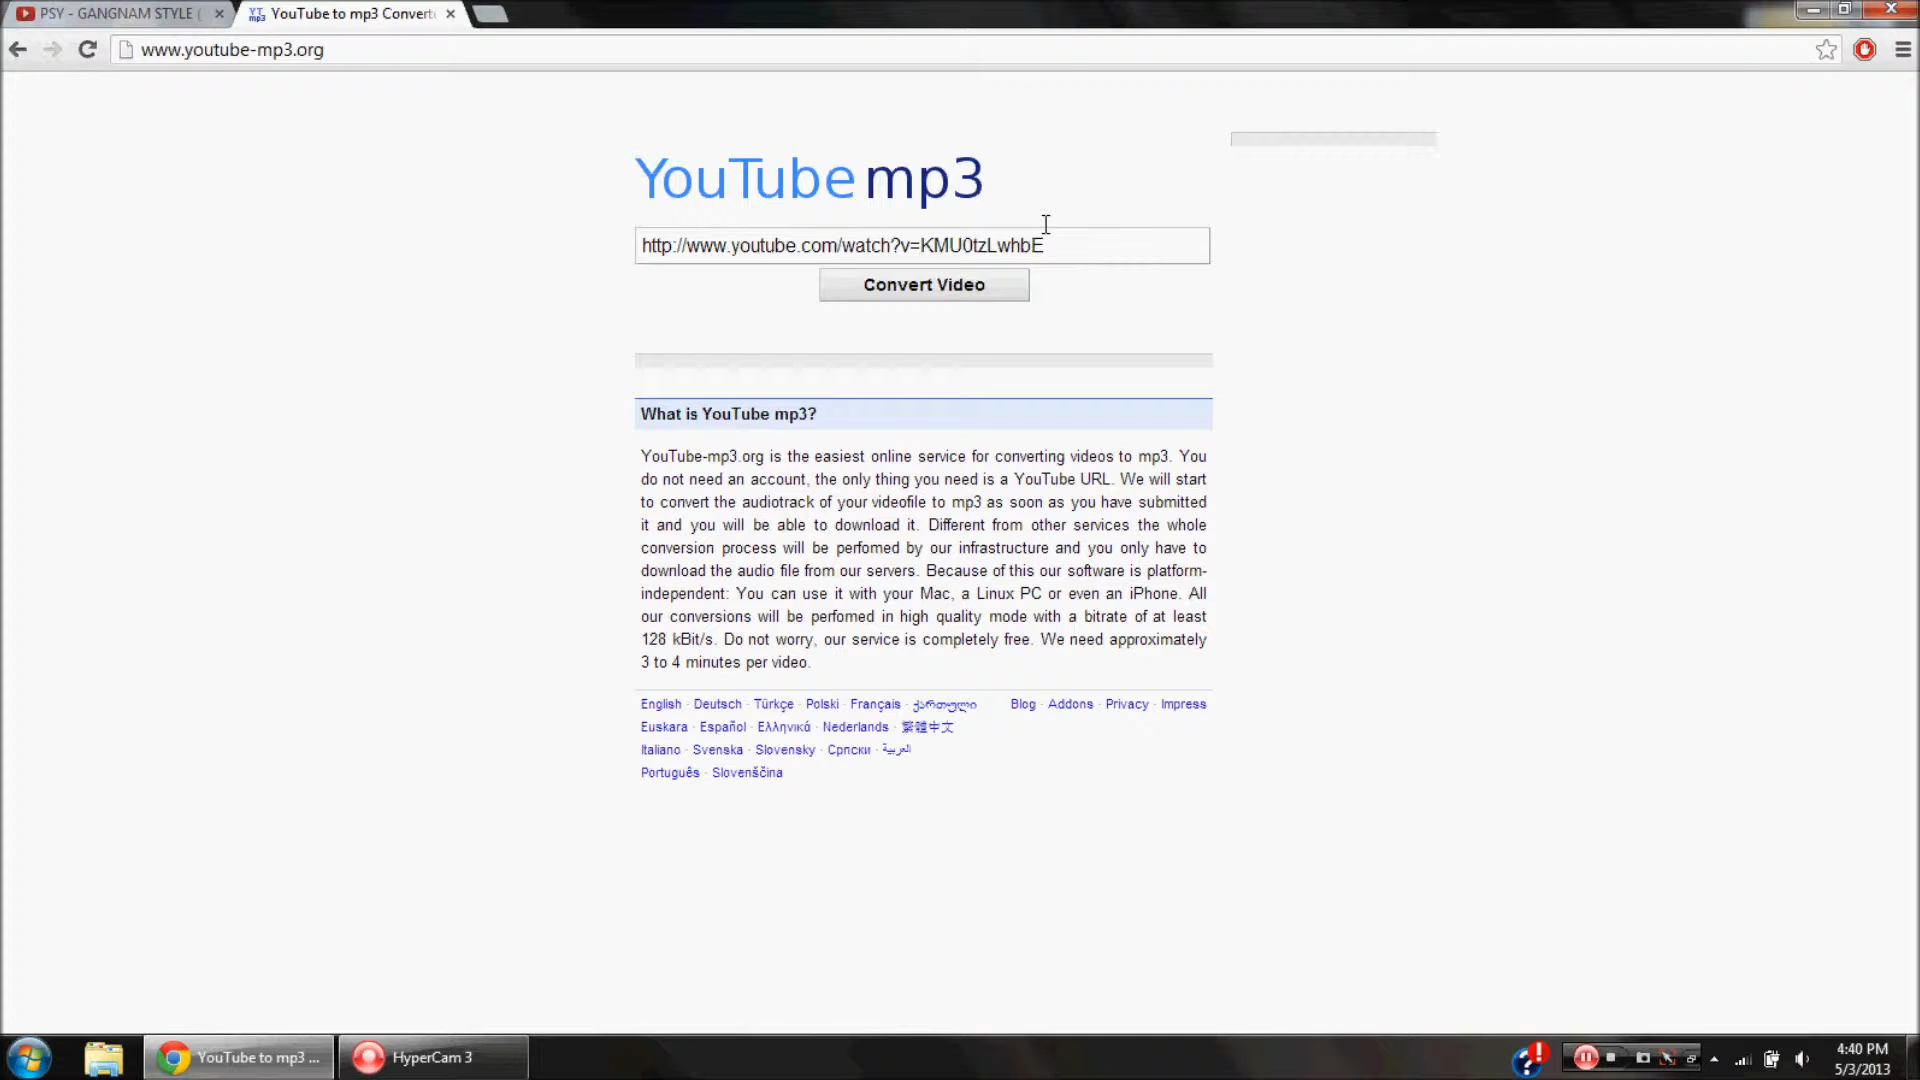 PSY - GANGNAM STYLE (
YouTube to mp3 Convert
www.youtube-mp3.org
YouTube mp3
http://www.youtube.com/watch?v=KMU0tzLwhbE
Convert Video
What is YouTube mp3?
YouTube-mp3.org is the easiest online service for converting videos to mp3. You
do not need an account, the only thing you need is a YouTube URL. We will start
to convert the audiotrack of your videofile to mp3 as soon as you have submitted
it and you will be able to download it. Different from other services the whole
conversion process will be perfomed by our infrastructure and you only have to
download the audio file from our servers. Because of this our software is platform-
independent: You can use it with your Mac, a Linux PC or even an iPhone. All
our conversions will be perfomed in high quality mode with a bitrate of at least
128 kBit/s. Do not worry, our service is completely free. We need approximately
3 to 4 minutes per video.
English · Deutsch · Türkçe · Polski · Français · ქართული Blog · Addons · Privacy · Impress
Euskara · Español · Ελληνικά · Nederlands · 繁體中文
Italiano · Svenska · Slovensky · Српски · العربية
Português · Slovenščina
YouTube to mp3 ...
HyperCam 3
4:40 PM
5/3/2013